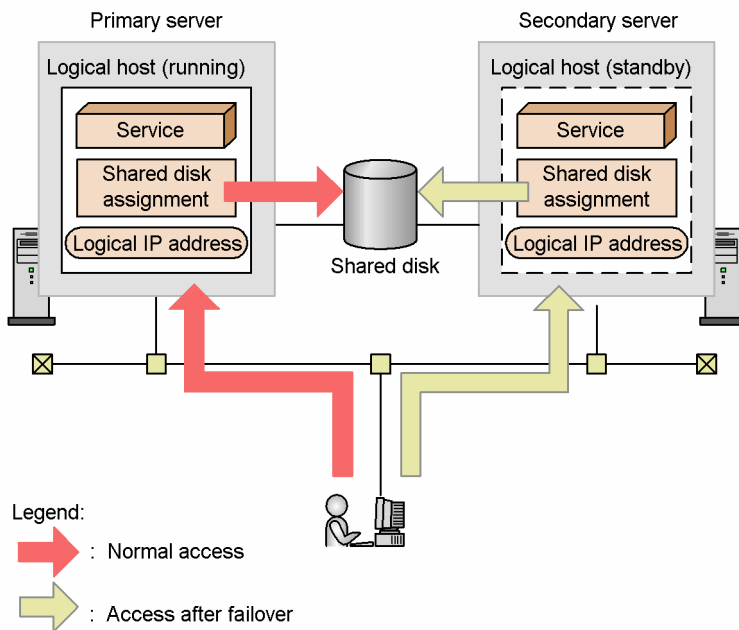 Primary server
Secondary server
Logical host (running)
Logical host (standby)
Service
Service
Shared disk
assignment
Shared disk
assignment
Logical IP address
Logical IP address
Shared disk
Legend:
: Normal access
: Access after failover